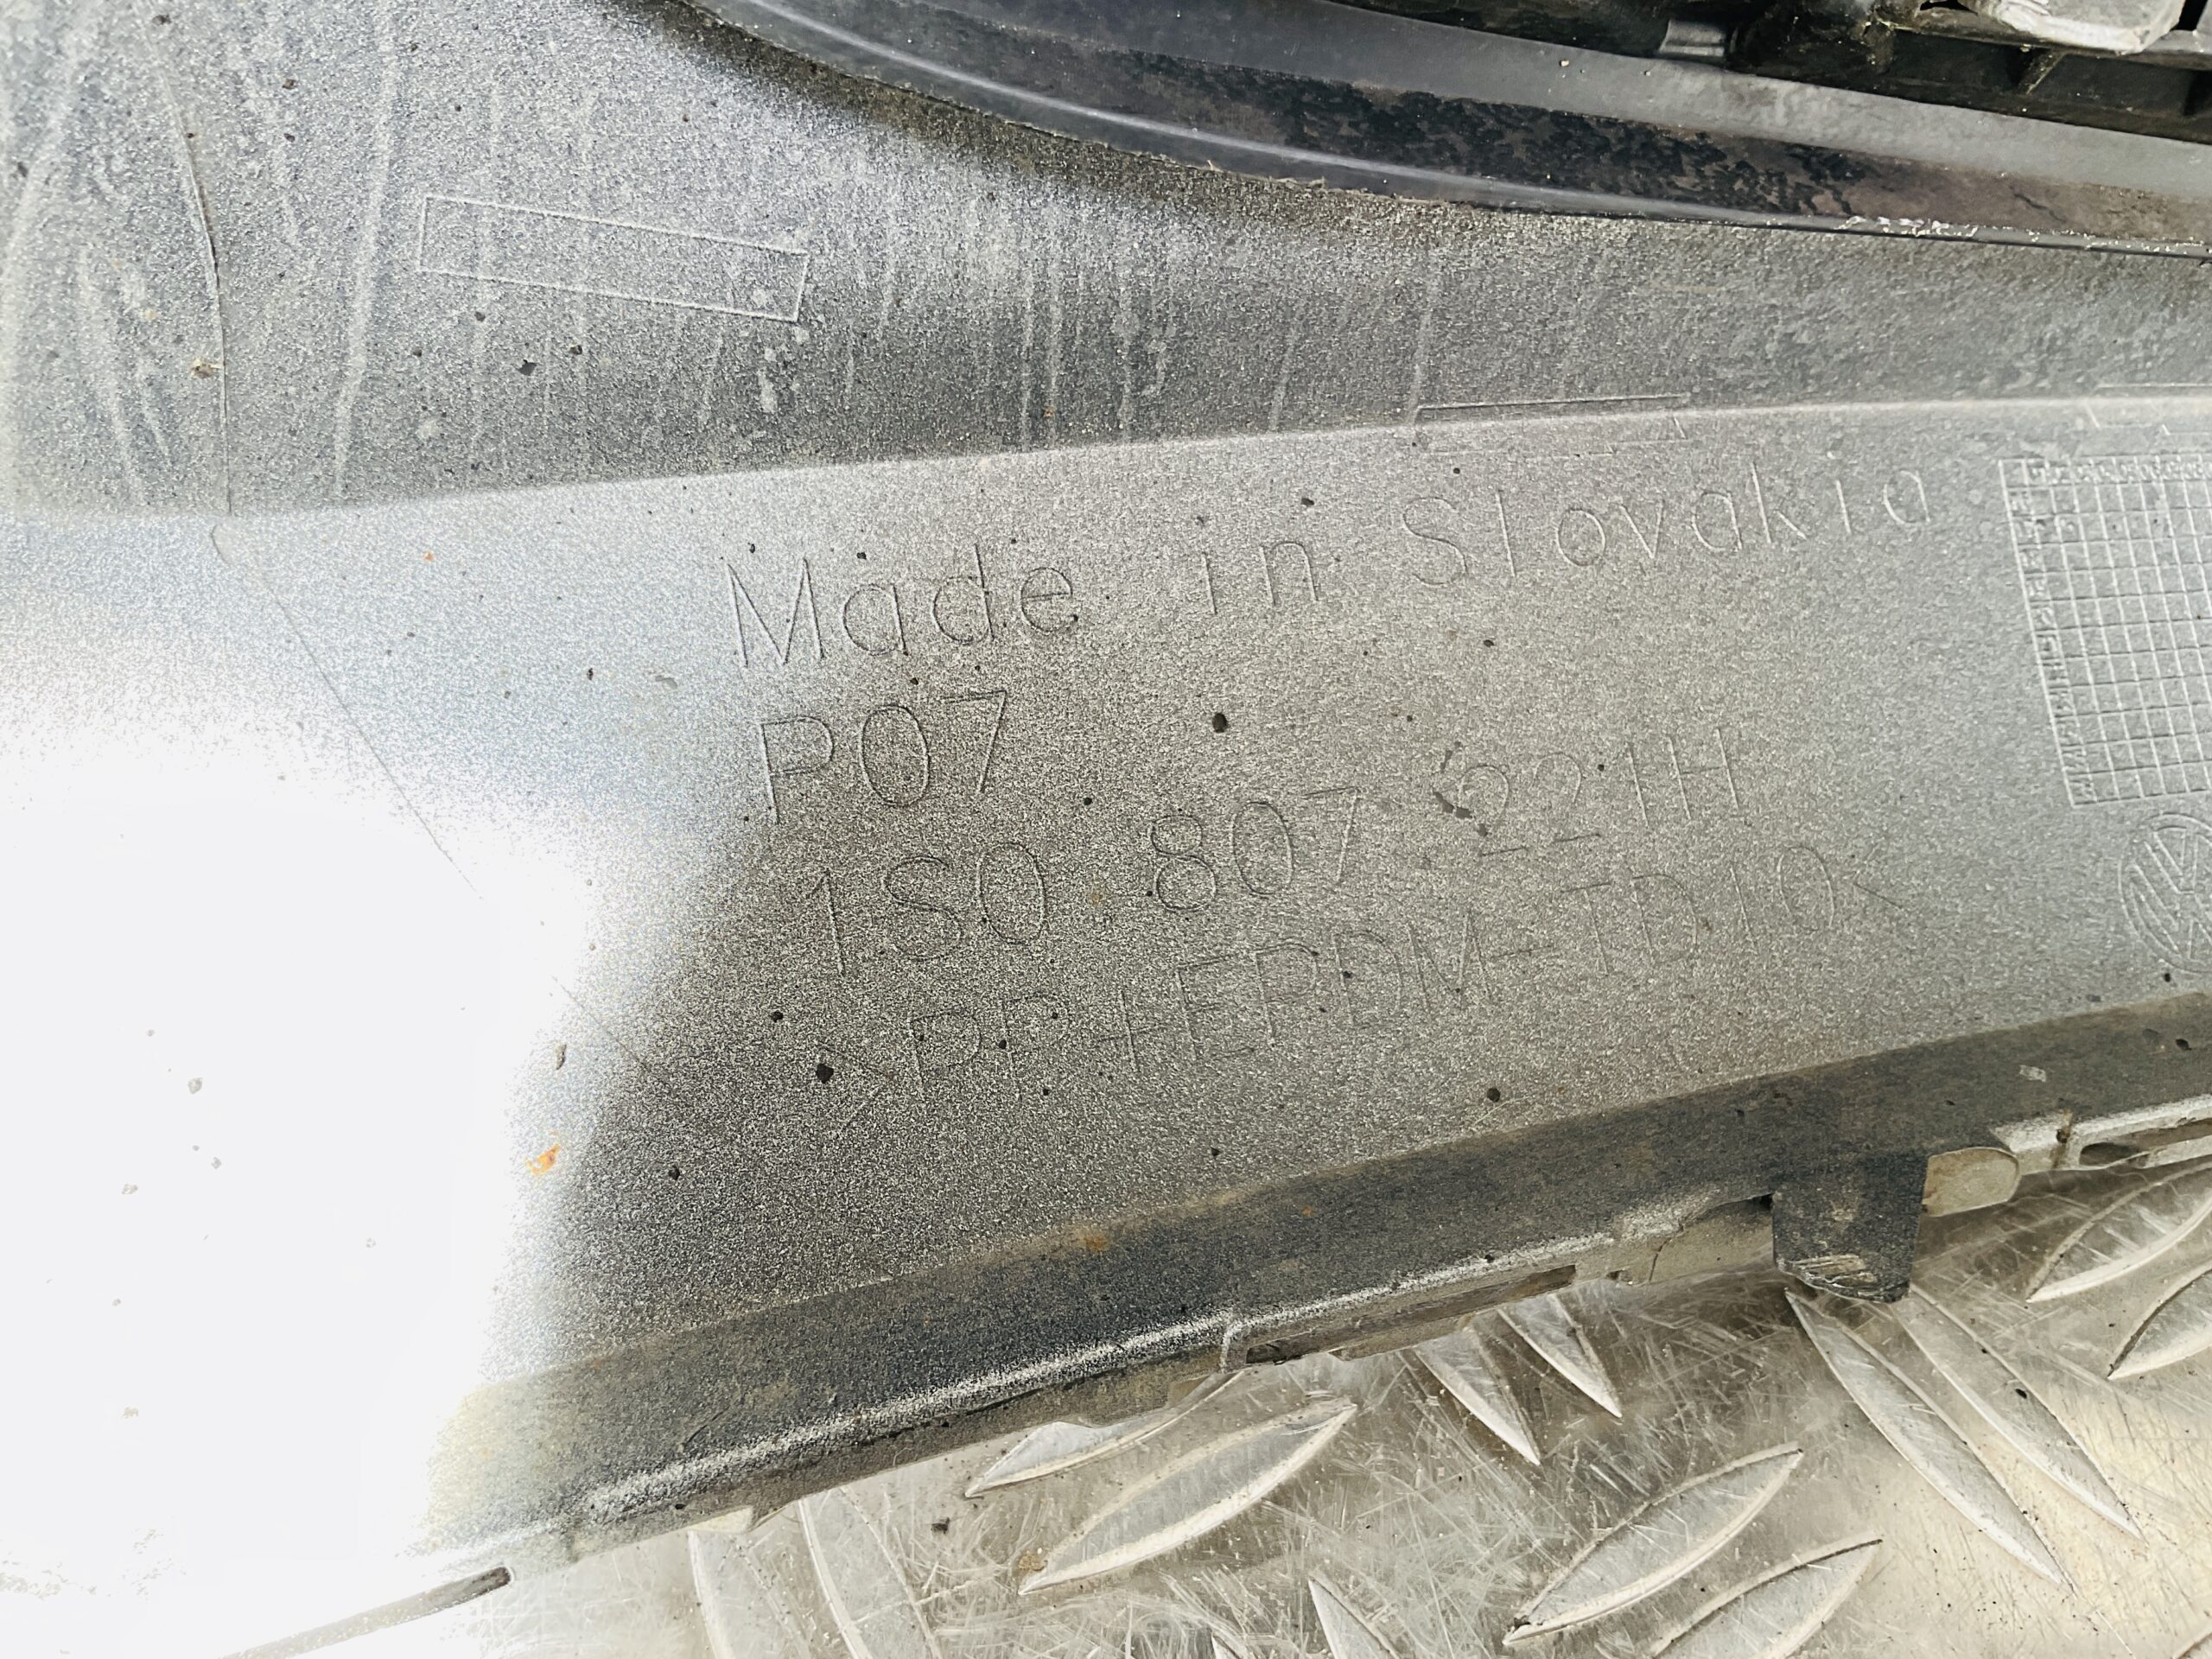 Made in Slovakia
P07
1S0.807.221H
>PP+EPDM-TD10<